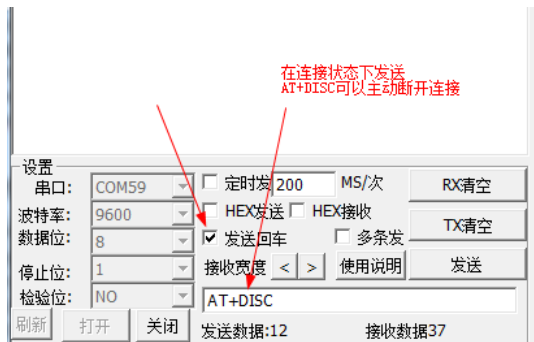 在连接状态下发送
AT+DISC可以主动断开连接
设置
串口: COM59 定时发 200 MS/次 RX清空
波特率: 9600 HEX发送 HEX接收 TX清空
数据位: 8 发送回车 多条发
停止位: 1 接收宽度 < > 使用说明 发送
检验位: NO AT+DISC
刷新 打开 关闭 发送数据:12 接收数据37